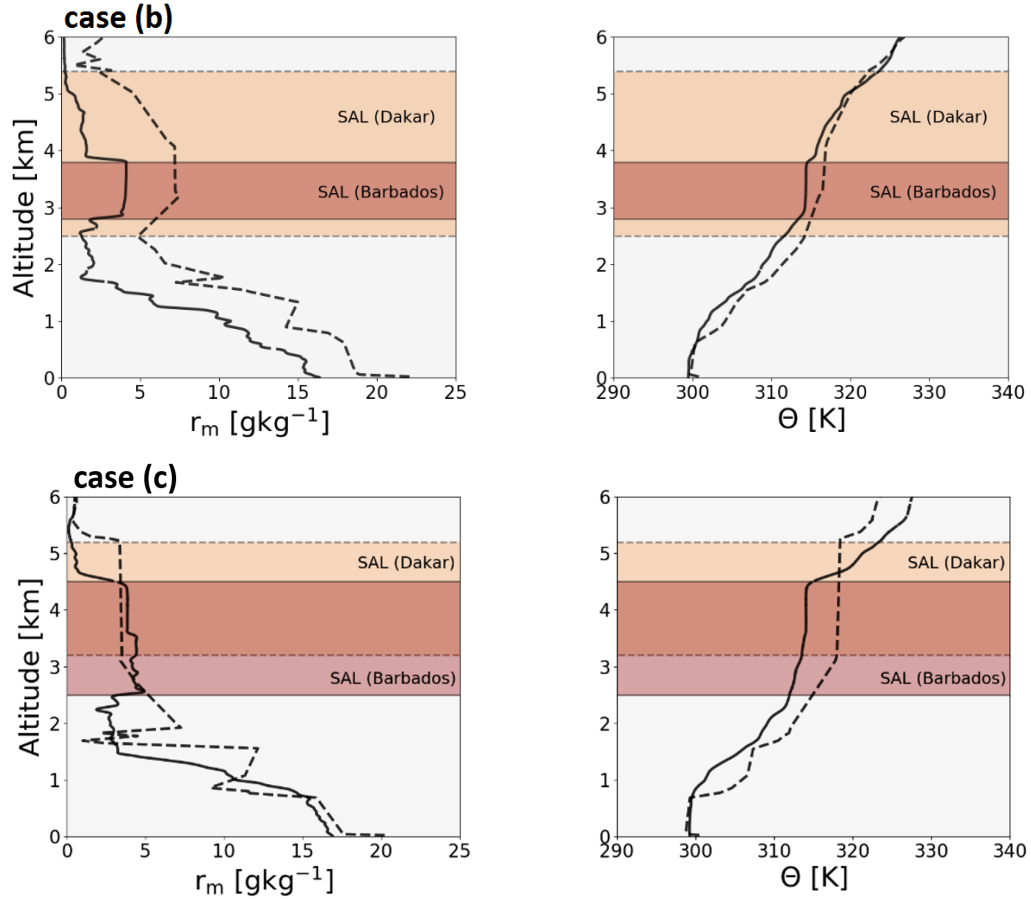 case (b)
6
5
4
3
2
1
0
Altitude [km]
SAL (Dakar)
SAL (Barbados)
0 5 10 15 20 25
r_m [gkg⁻¹]
6
5
4
3
2
1
0
SAL (Dakar)
SAL (Barbados)
290 300 310 320 330 340
Θ [K]
case (c)
6
5
4
3
2
1
0
Altitude [km]
SAL (Dakar)
SAL (Barbados)
0 5 10 15 20 25
r_m [gkg⁻¹]
6
5
4
3
2
1
0
SAL (Dakar)
SAL (Barbados)
290 300 310 320 330 340
Θ [K]